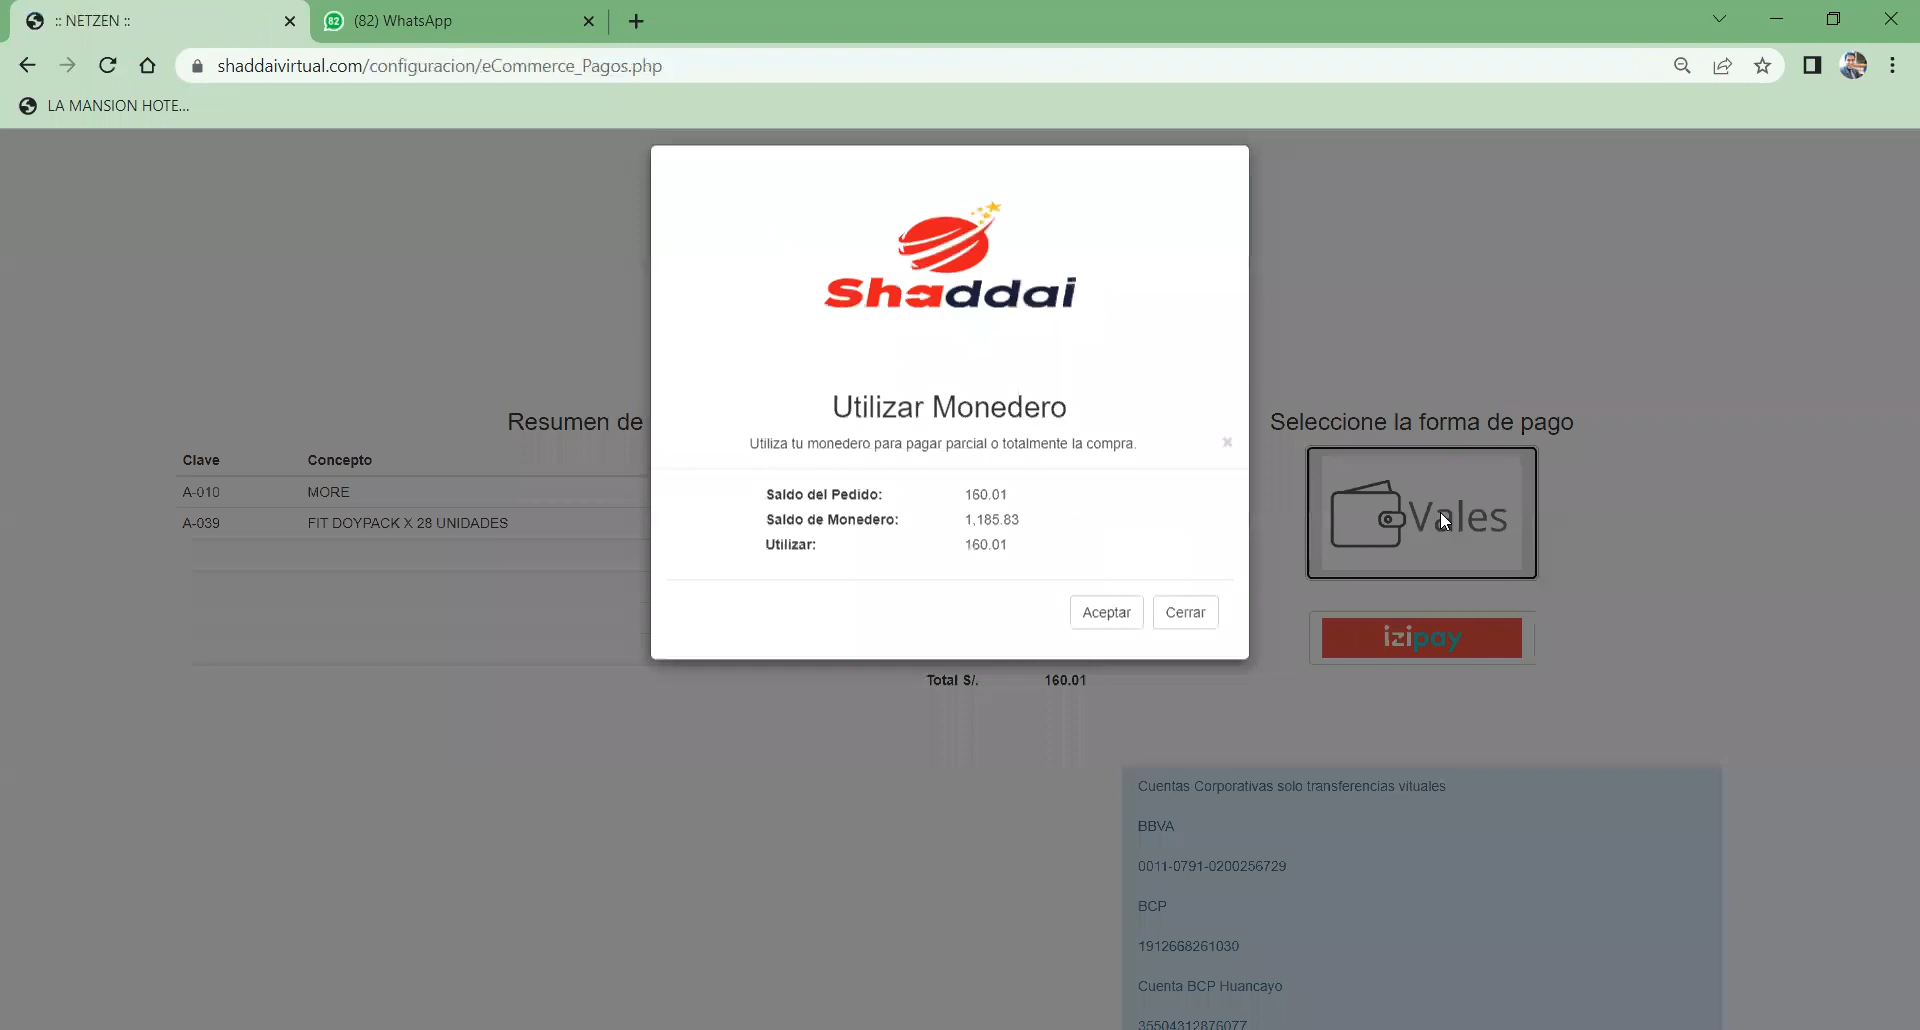 :: NETZEN ::
82
(82) WhatsApp
shaddaivirtual.com/configuracion/eCommerce_Pagos.php
LA MANSION HOTE...
Shaddai
Utilizar Monedero
Utiliza tu monedero para pagar parcial o totalmente la compra.
Saldo del Pedido: 160.01
Saldo de Monedero: 1,185.83
Utilizar: 160.01
Aceptar Cerrar
Resumen de
Clave Concepto
A-010 MORE
A-039 FIT DOYPACK X 28 UNIDADES
Total S/. 160.01
Seleccione la forma de pago
Vales
izipay
Cuentas Corporativas solo transferencias vituales
BBVA
0011-0791-0200256729
BCP
1912668261030
Cuenta BCP Huancayo
35504312876077